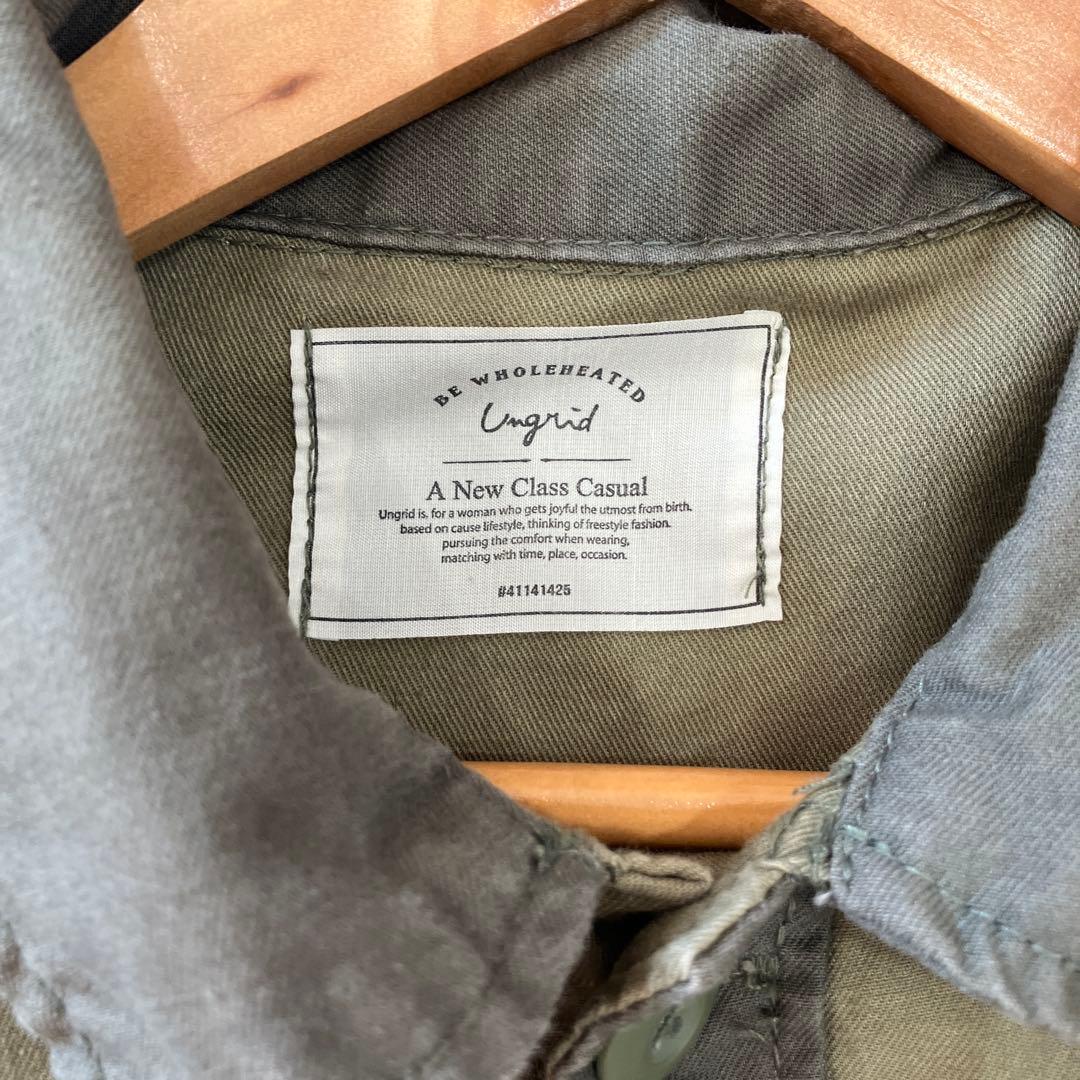 BE WHOLEHEATED
Ungrid
A New Class Casual
Ungrid is, for a woman who gets joyful the utmost from birth.
based on cause lifestyle, thinking of freestyle fashion.
pursuing the comfort when wearing,
matching with time, place, occasion.
#41141425